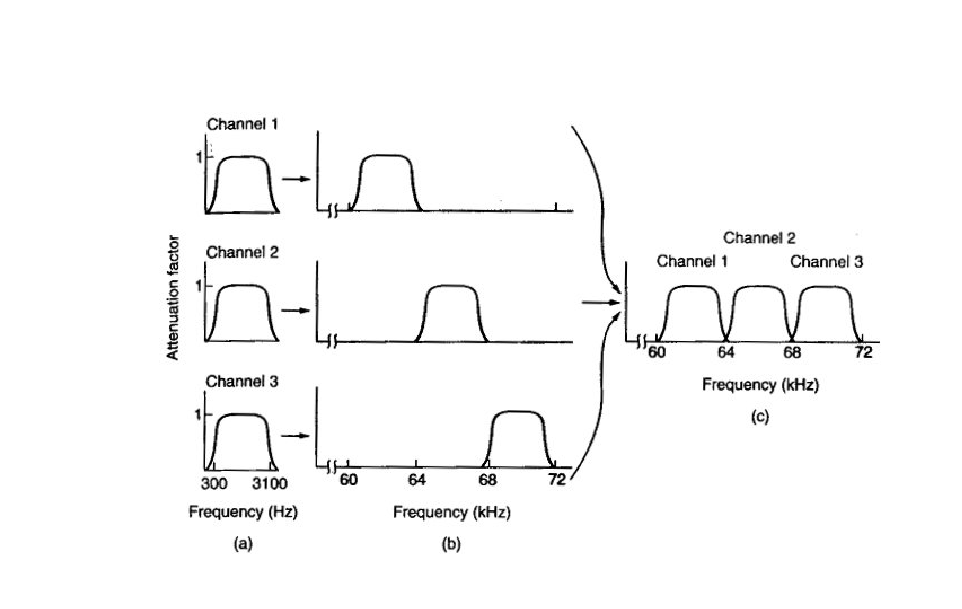 Channel 1
1
Channel 2
1
Channel 3
1
Attenuation factor
300 3100
Frequency (Hz)
(a)
60 64 68 72
Frequency (kHz)
(b)
Channel 2
Channel 1 Channel 3
60 64 68 72
Frequency (kHz)
(c)